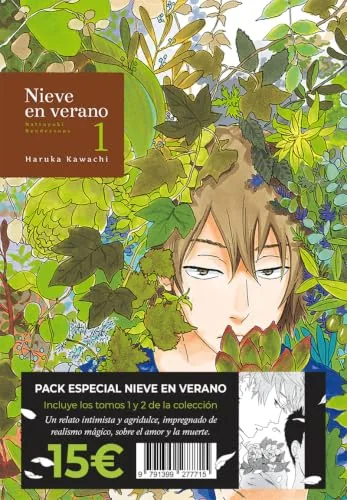 Nieve
en verano
Natsuyuki
Rendezvous
1
Haruka Kawachi
PACK ESPECIAL NIEVE EN VERANO
Incluye los tomos 1 y 2 de la colección
Un relato intimista y agridulce, impregnado de
realismo mágico, sobre el amor y la muerte.
15€
9 791399 277715